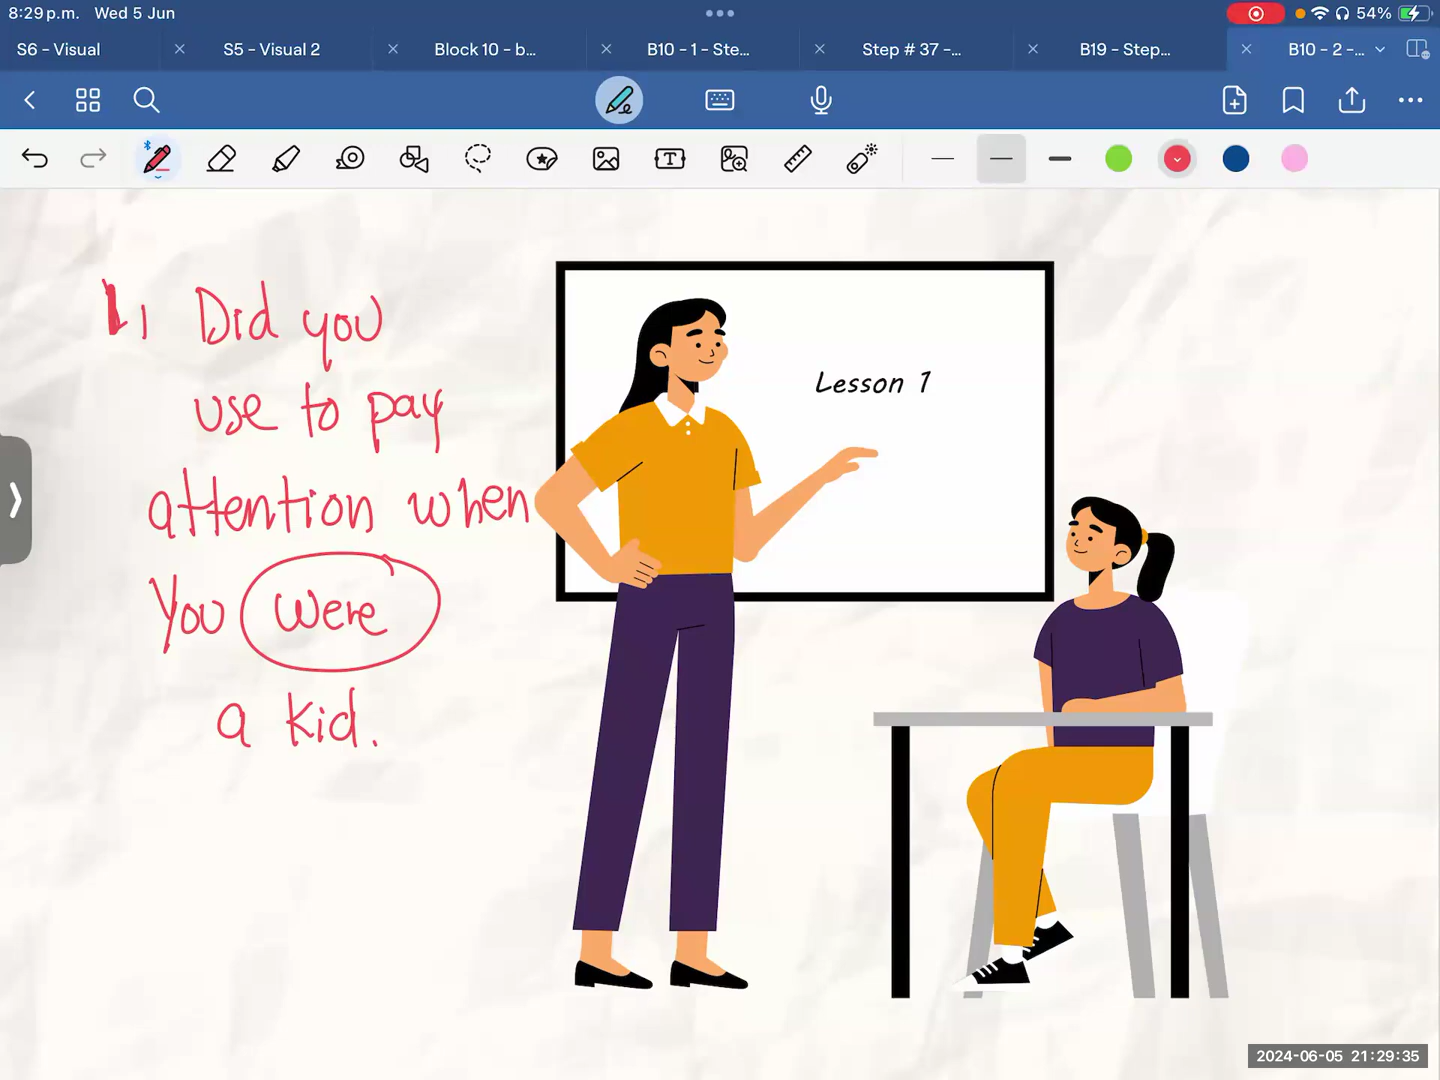 8:29 p.m. Wed 5 Jun
54%
S6 - Visual
S5 - Visual 2
Block 10 - b...
B10 - 1 - Ste...
Step # 37 -...
B19 - Step...
B10 - 2 -...
Did you
use to pay
attention when
you were
a kid.
Lesson 1
2024-06-05 21:29:35